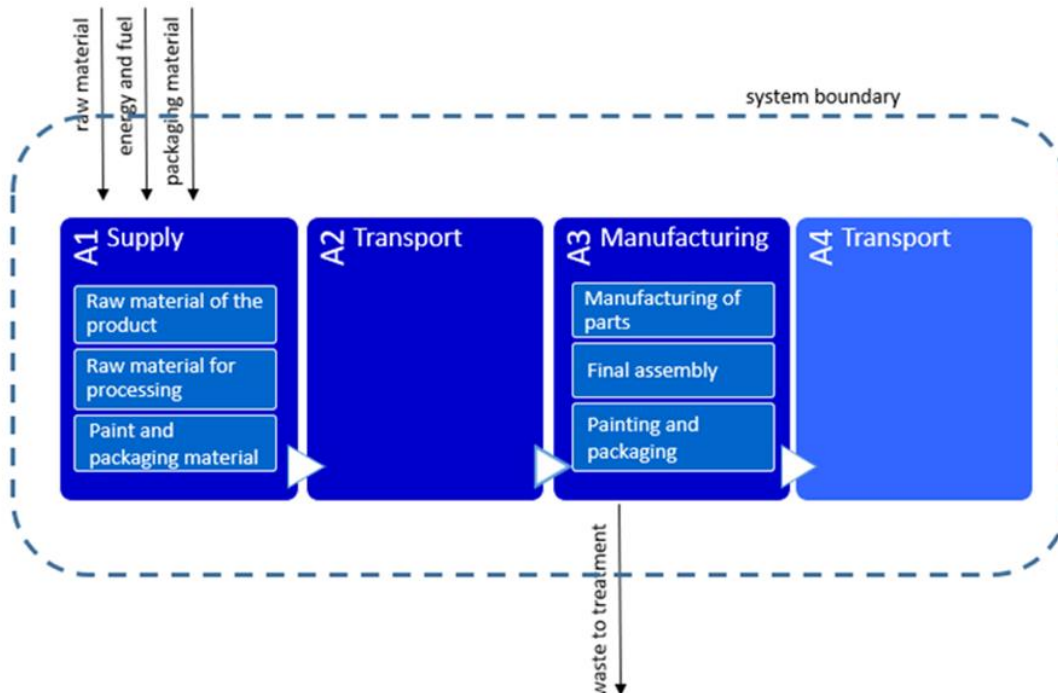 raw material
energy and fuel
packaging material
system boundary
A1 Supply
Raw material of the
product
Raw material for
processing
Paint and
packaging material
A2 Transport
A3 Manufacturing
Manufacturing of
parts
Final assembly
Painting and
packaging
A4 Transport
waste to treatment